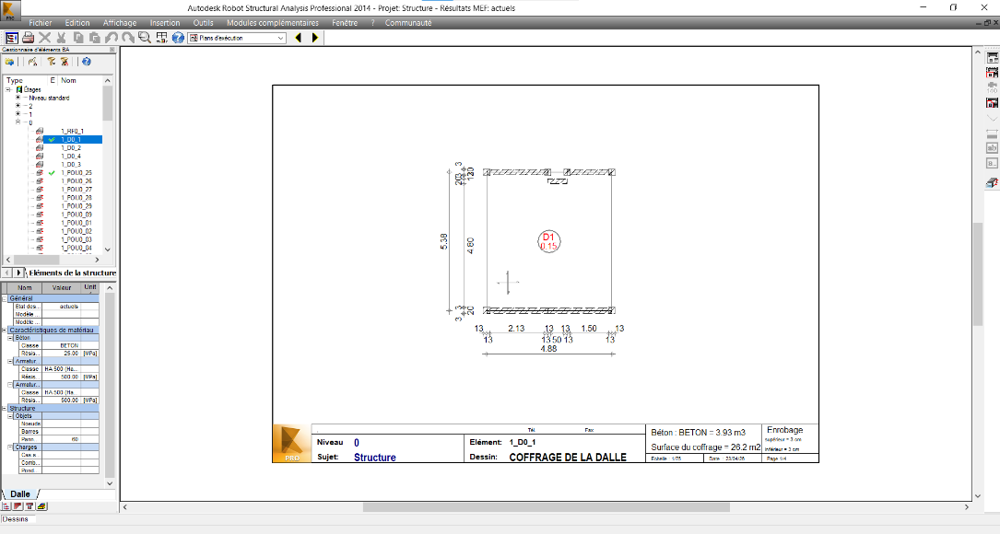 Autodesk Robot Structural Analysis Professional 2014 - Projet: Structure - Résultats MEF: actuels
PRO
Fichier Edition Affichage Insertion Outils Modules complémentaires Fenêtre ? Communauté
Plans d'exécution
Gestionnaire d'éléments BA
Type E Nom
Étages
Niveau standard
2
1
0
1_RF0_1
1_D0_1
1_D0_2
1_D0_4
1_D0_3
1_POU0_25
1_POU0_26
1_POU0_27
1_POU0_28
1_POU0_29
1_POU0_09
1_POU0_01
1_POU0_02
1_POU0_03
1_POU0_04
Eléments de la structure
Nom Valeur Unit
Général
Etat des... actuels
Modèle ...
Modèle ...
Caractéristiques de matériau
Béton
Classe BETON
Résis... 25.00 [MPa]
Armatur...
Classe HA 500 (Ha...
Résis... 500.00 [MPa]
Armatur...
Classe HA 500 (Ha...
Résis... 500.00 [MPa]
Structure
Objets
Noeuds
Barres
Pann... 60
Charges
Cas s...
Comb...
Pond...
Dalle
Dessins
5.38
4.80
3
20
3
D1
0.15
13 2.13 13 13 1.50 13
13 13 50 13 13
4.88
Tél. Fax
Niveau 0 Elément: 1_D0_1
Sujet: Structure Dessin: COFFRAGE DE LA DALLE
Béton : BETON = 3.93 m3
Surface du coffrage = 26.2 m2
Enrobage
supérieure = 3 cm
inférieure = 3 cm
Echelle : 1/75 Date : 23/04/26 Page 1/4
PRO